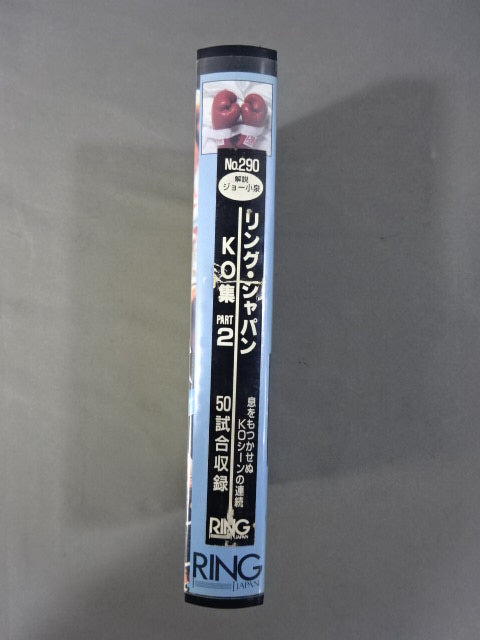 No.290
解説
ジョー小泉
リング・ジャパン
KO集 PART 2
息をもつかせぬ
KOシーンの連続
50試合収録
RING
JAPAN
RING
JAPAN